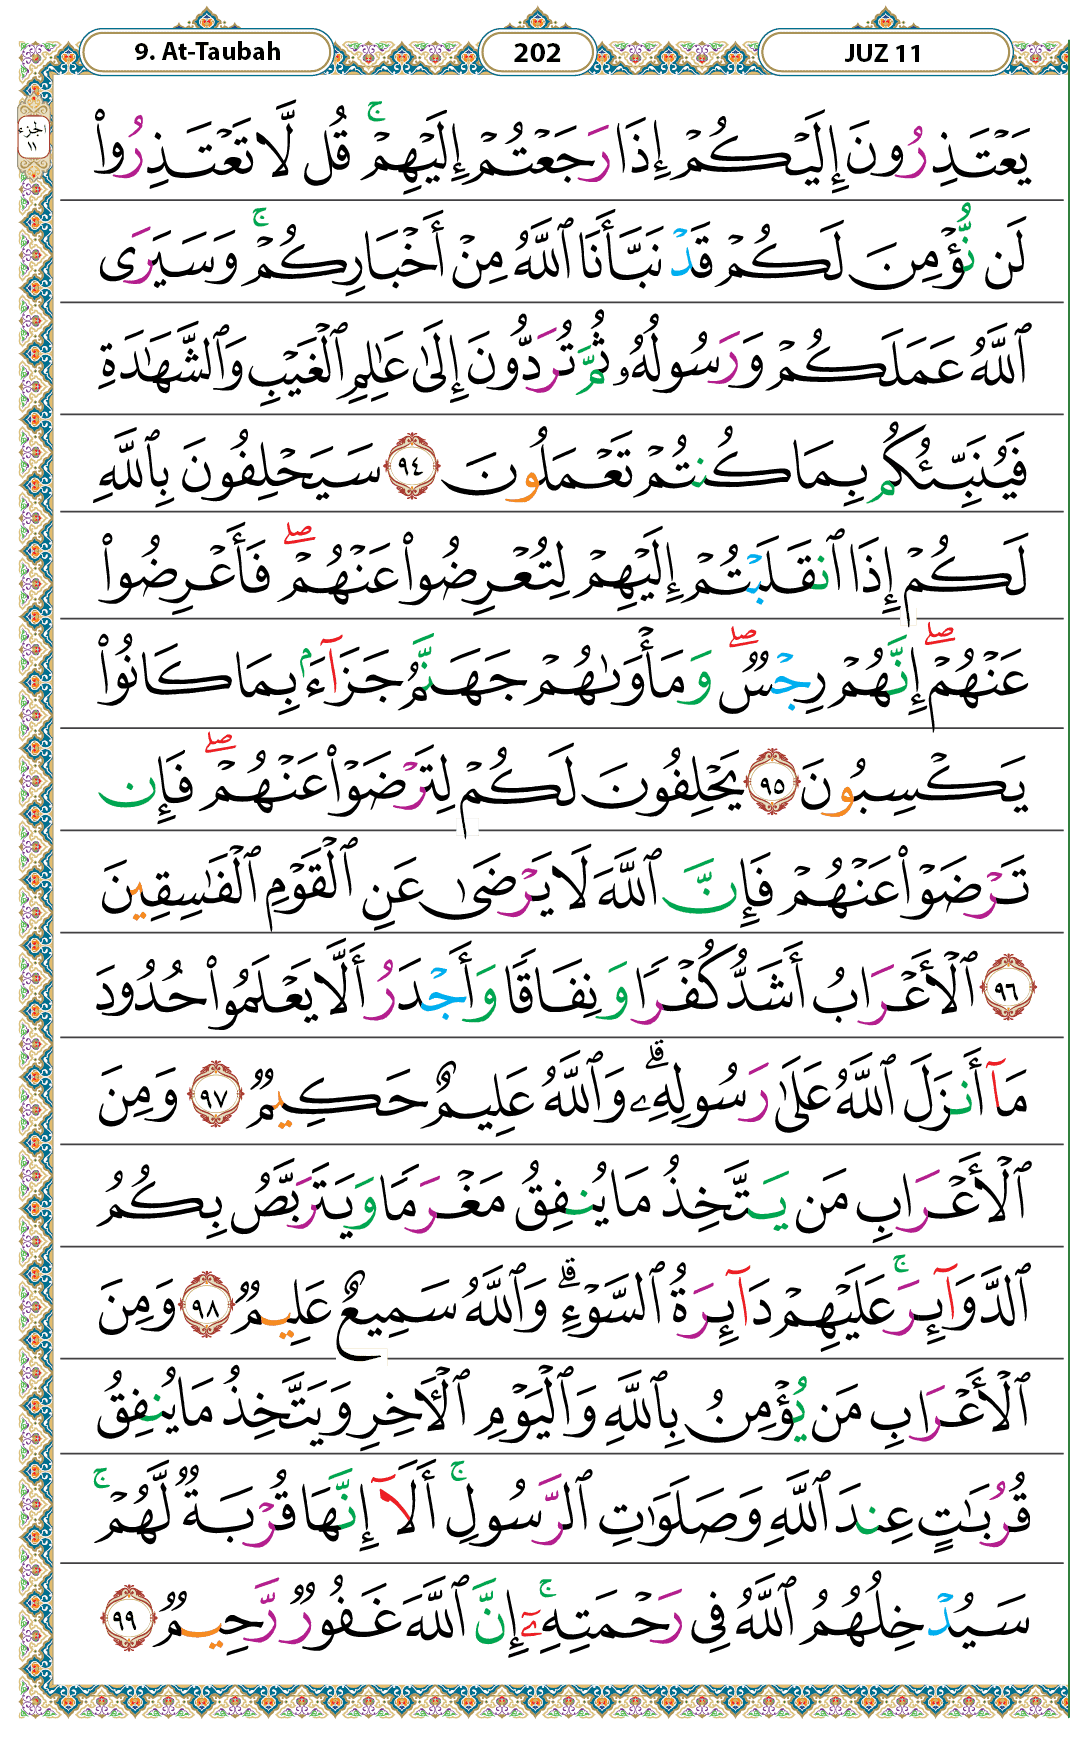 9. At-Taubah
202
JUZ 11
الجزء
١١
يَعۡتَذِرُونَ إِلَيۡكُمۡ إِذَا رَجَعۡتُمۡ إِلَيۡهِمۡۚ قُل لَّا تَعۡتَذِرُواْ
لَن نُّؤۡمِنَ لَكُمۡ قَدۡ نَبَّأَنَا ٱللَّهُ مِنۡ أَخۡبَارِكُمۡۚ وَسَيَرَى
ٱللَّهُ عَمَلَكُمۡ وَرَسُولُهُۥ ثُمَّ تُرَدُّونَ إِلَىٰ عَٰلِمِ ٱلۡغَيۡبِ وَٱلشَّهَٰدَةِ
فَيُنَبِّئُكُم بِمَا كُنتُمۡ تَعۡمَلُونَ ٩٤ سَيَحۡلِفُونَ بِٱللَّهِ
لَكُمۡ إِذَا ٱنقَلَبۡتُمۡ إِلَيۡهِمۡ لِتُعۡرِضُواْ عَنۡهُمۡۖ فَأَعۡرِضُواْ
عَنۡهُمۡۖ إِنَّهُمۡ رِجۡسٞۖ وَمَأۡوَىٰهُمۡ جَهَنَّمُ جَزَآءَۢ بِمَا كَانُواْ
يَكۡسِبُونَ ٩٥ يَحۡلِفُونَ لَكُمۡ لِتَرۡضَوۡاْ عَنۡهُمۡۖ فَإِن
تَرۡضَوۡاْ عَنۡهُمۡ فَإِنَّ ٱللَّهَ لَا يَرۡضَىٰ عَنِ ٱلۡقَوۡمِ ٱلۡفَٰسِقِينَ
٩٦ ٱلۡأَعۡرَابُ أَشَدُّ كُفۡرٗا وَنِفَاقٗا وَأَجۡدَرُ أَلَّا يَعۡلَمُواْ حُدُودَ
مَآ أَنزَلَ ٱللَّهُ عَلَىٰ رَسُولِهِۦۗ وَٱللَّهُ عَلِيمٌ حَكِيمٞ ٩٧ وَمِنَ
ٱلۡأَعۡرَابِ مَن يَتَّخِذُ مَا يُنفِقُ مَغۡرَمٗا وَيَتَرَبَّصُ بِكُمُ
ٱلدَّوَآئِرَۚ عَلَيۡهِمۡ دَآئِرَةُ ٱلسَّوۡءِۗ وَٱللَّهُ سَمِيعٌ عَلِيمٞ ٩٨ وَمِنَ
ٱلۡأَعۡرَابِ مَن يُؤۡمِنُ بِٱللَّهِ وَٱلۡيَوۡمِ ٱلۡأٓخِرِ وَيَتَّخِذُ مَا يُنفِقُ
قُرُبَٰتٍ عِندَ ٱللَّهِ وَصَلَوَٰتِ ٱلرَّسُولِۚ أَلَآ إِنَّهَا قُرۡبَةٞ لَّهُمۡۚ
سَيُدۡخِلُهُمُ ٱللَّهُ فِي رَحۡمَتِهِۦٓۚ إِنَّ ٱللَّهَ غَفُورٞ رَّحِيمٞ ٩٩